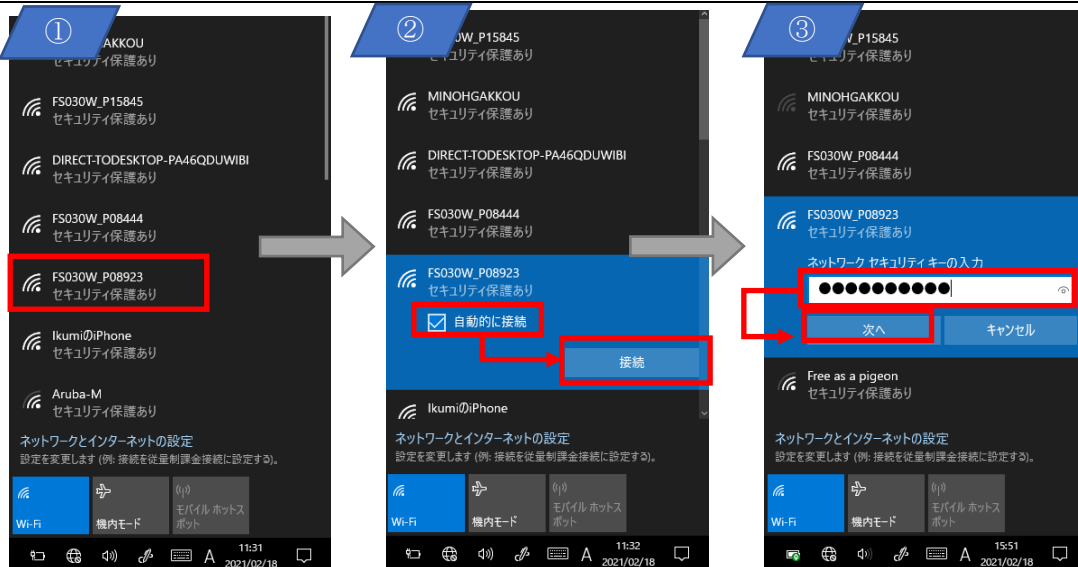 ①
AKKOU
セキュリティ保護あり
FS030W_P15845
セキュリティ保護あり
DIRECT-TODESKTOP-PA46QDUWIBI
セキュリティ保護あり
FS030W_P08444
セキュリティ保護あり
FS030W_P08923
セキュリティ保護あり
IkumiのiPhone
セキュリティ保護あり
Aruba-M
セキュリティ保護あり
ネットワークとインターネットの設定
設定を変更します (例: 接続を従量制課金接続に設定する)。
Wi-Fi
機内モード
モバイル ホットス
ポット
A
11:31
2021/02/18
②
0W_P15845
セキュリティ保護あり
MINOHGAKKOU
セキュリティ保護あり
DIRECT-TODESKTOP-PA46QDUWIBI
セキュリティ保護あり
FS030W_P08444
セキュリティ保護あり
FS030W_P08923
セキュリティ保護あり
自動的に接続
接続
IkumiのiPhone
ネットワークとインターネットの設定
設定を変更します (例: 接続を従量制課金接続に設定する)。
Wi-Fi
機内モード
モバイル ホットス
ポット
A
11:32
2021/02/18
③
_P15845
セキュリティ保護あり
MINOHGAKKOU
セキュリティ保護あり
FS030W_P08444
セキュリティ保護あり
FS030W_P08923
セキュリティ保護あり
ネットワーク セキュリティ キーの入力
●●●●●●●●●●
次へ
キャンセル
Free as a pigeon
セキュリティ保護あり
ネットワークとインターネットの設定
設定を変更します (例: 接続を従量制課金接続に設定する)。
Wi-Fi
機内モード
モバイル ホットス
ポット
A
15:51
2021/02/18